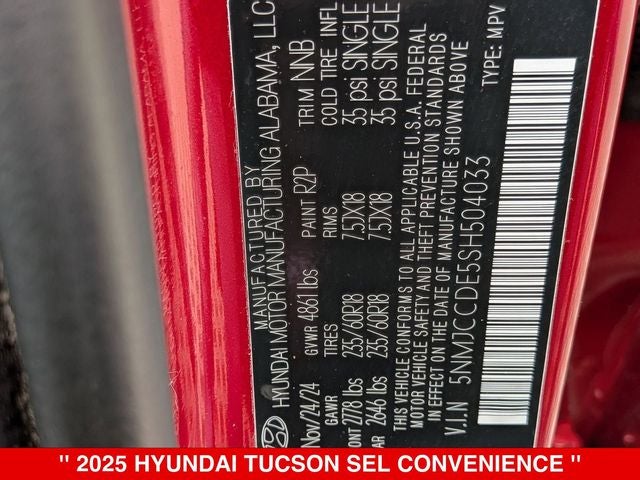 MANUFACTURED BY
HYUNDAI MOTOR MANUFACTURING ALABAMA, LLC
Nov/24/24 GVWR 4861 lbs PAINT R2P TRIM NNB
GAWR TIRES RIMS COLD TIRE INFL
ONT 2778 lbs 235/60R18 7.5JX18 35 psi SINGLE
AR 2646 lbs 235/60R18 7.5JX18 35 psi SINGLE
THIS VEHICLE CONFORMS TO ALL APPLICABLE U.S.A. FEDERAL
MOTOR VEHICLE SAFETY AND THEFT PREVENTION STANDARDS
IN EFFECT ON DATE OF MANUFACTURE SHOWN ABOVE
V.I.N 5NMJCCDE5SH504033 TYPE: MPV
" 2025 HYUNDAI TUCSON SEL CONVENIENCE "